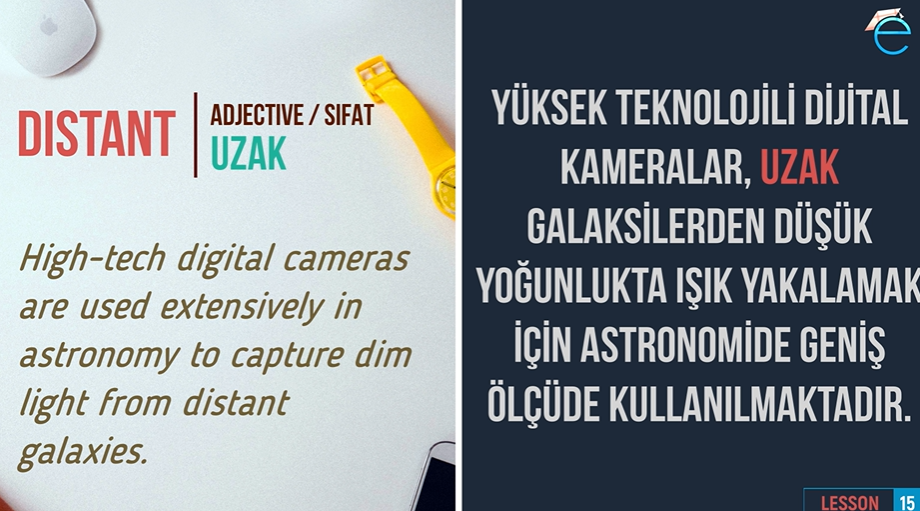 DISTANT
ADJECTIVE / SIFAT
UZAK
High-tech digital cameras
are used extensively in
astronomy to capture dim
light from distant
galaxies.
YÜKSEK TEKNOLOJİLİ DİJİTAL
KAMERALAR, UZAK
GALAKSİLERDEN DÜŞÜK
YOĞUNLUKTA IŞIK YAKALAMAK
İÇİN ASTRONOMİDE GENİŞ
ÖLÇÜDE KULLANILMAKTADIR.
LESSON 15